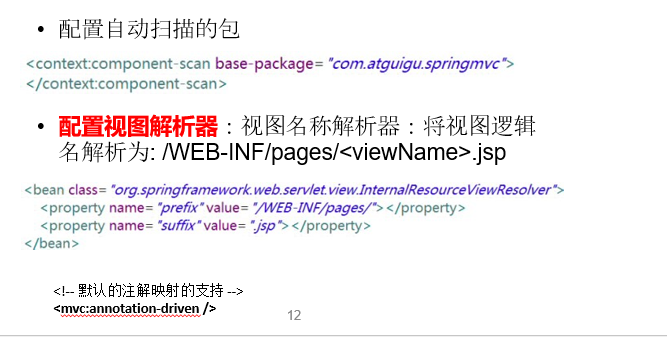 • 配置自动扫描的包
<context:component-scan base-package="com.atguigu.springmvc">
</context:component-scan>
• 配置视图解析器：视图名称解析器：将视图逻辑
名解析为: /WEB-INF/pages/<viewName>.jsp
<bean class="org.springframework.web.servlet.view.InternalResourceViewResolver">
<property name="prefix" value="/WEB-INF/pages/"></property>
<property name="suffix" value=".jsp"></property>
</bean>
<!-- 默认的注解映射的支持 -->
<mvc:annotation-driven />
12